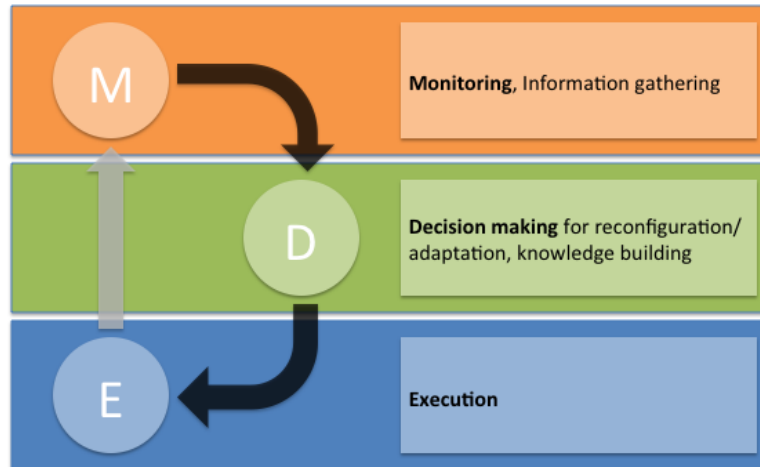 M
Monitoring, Information gathering
D
Decision making for reconfiguration/
adaptation, knowledge building
E
Execution